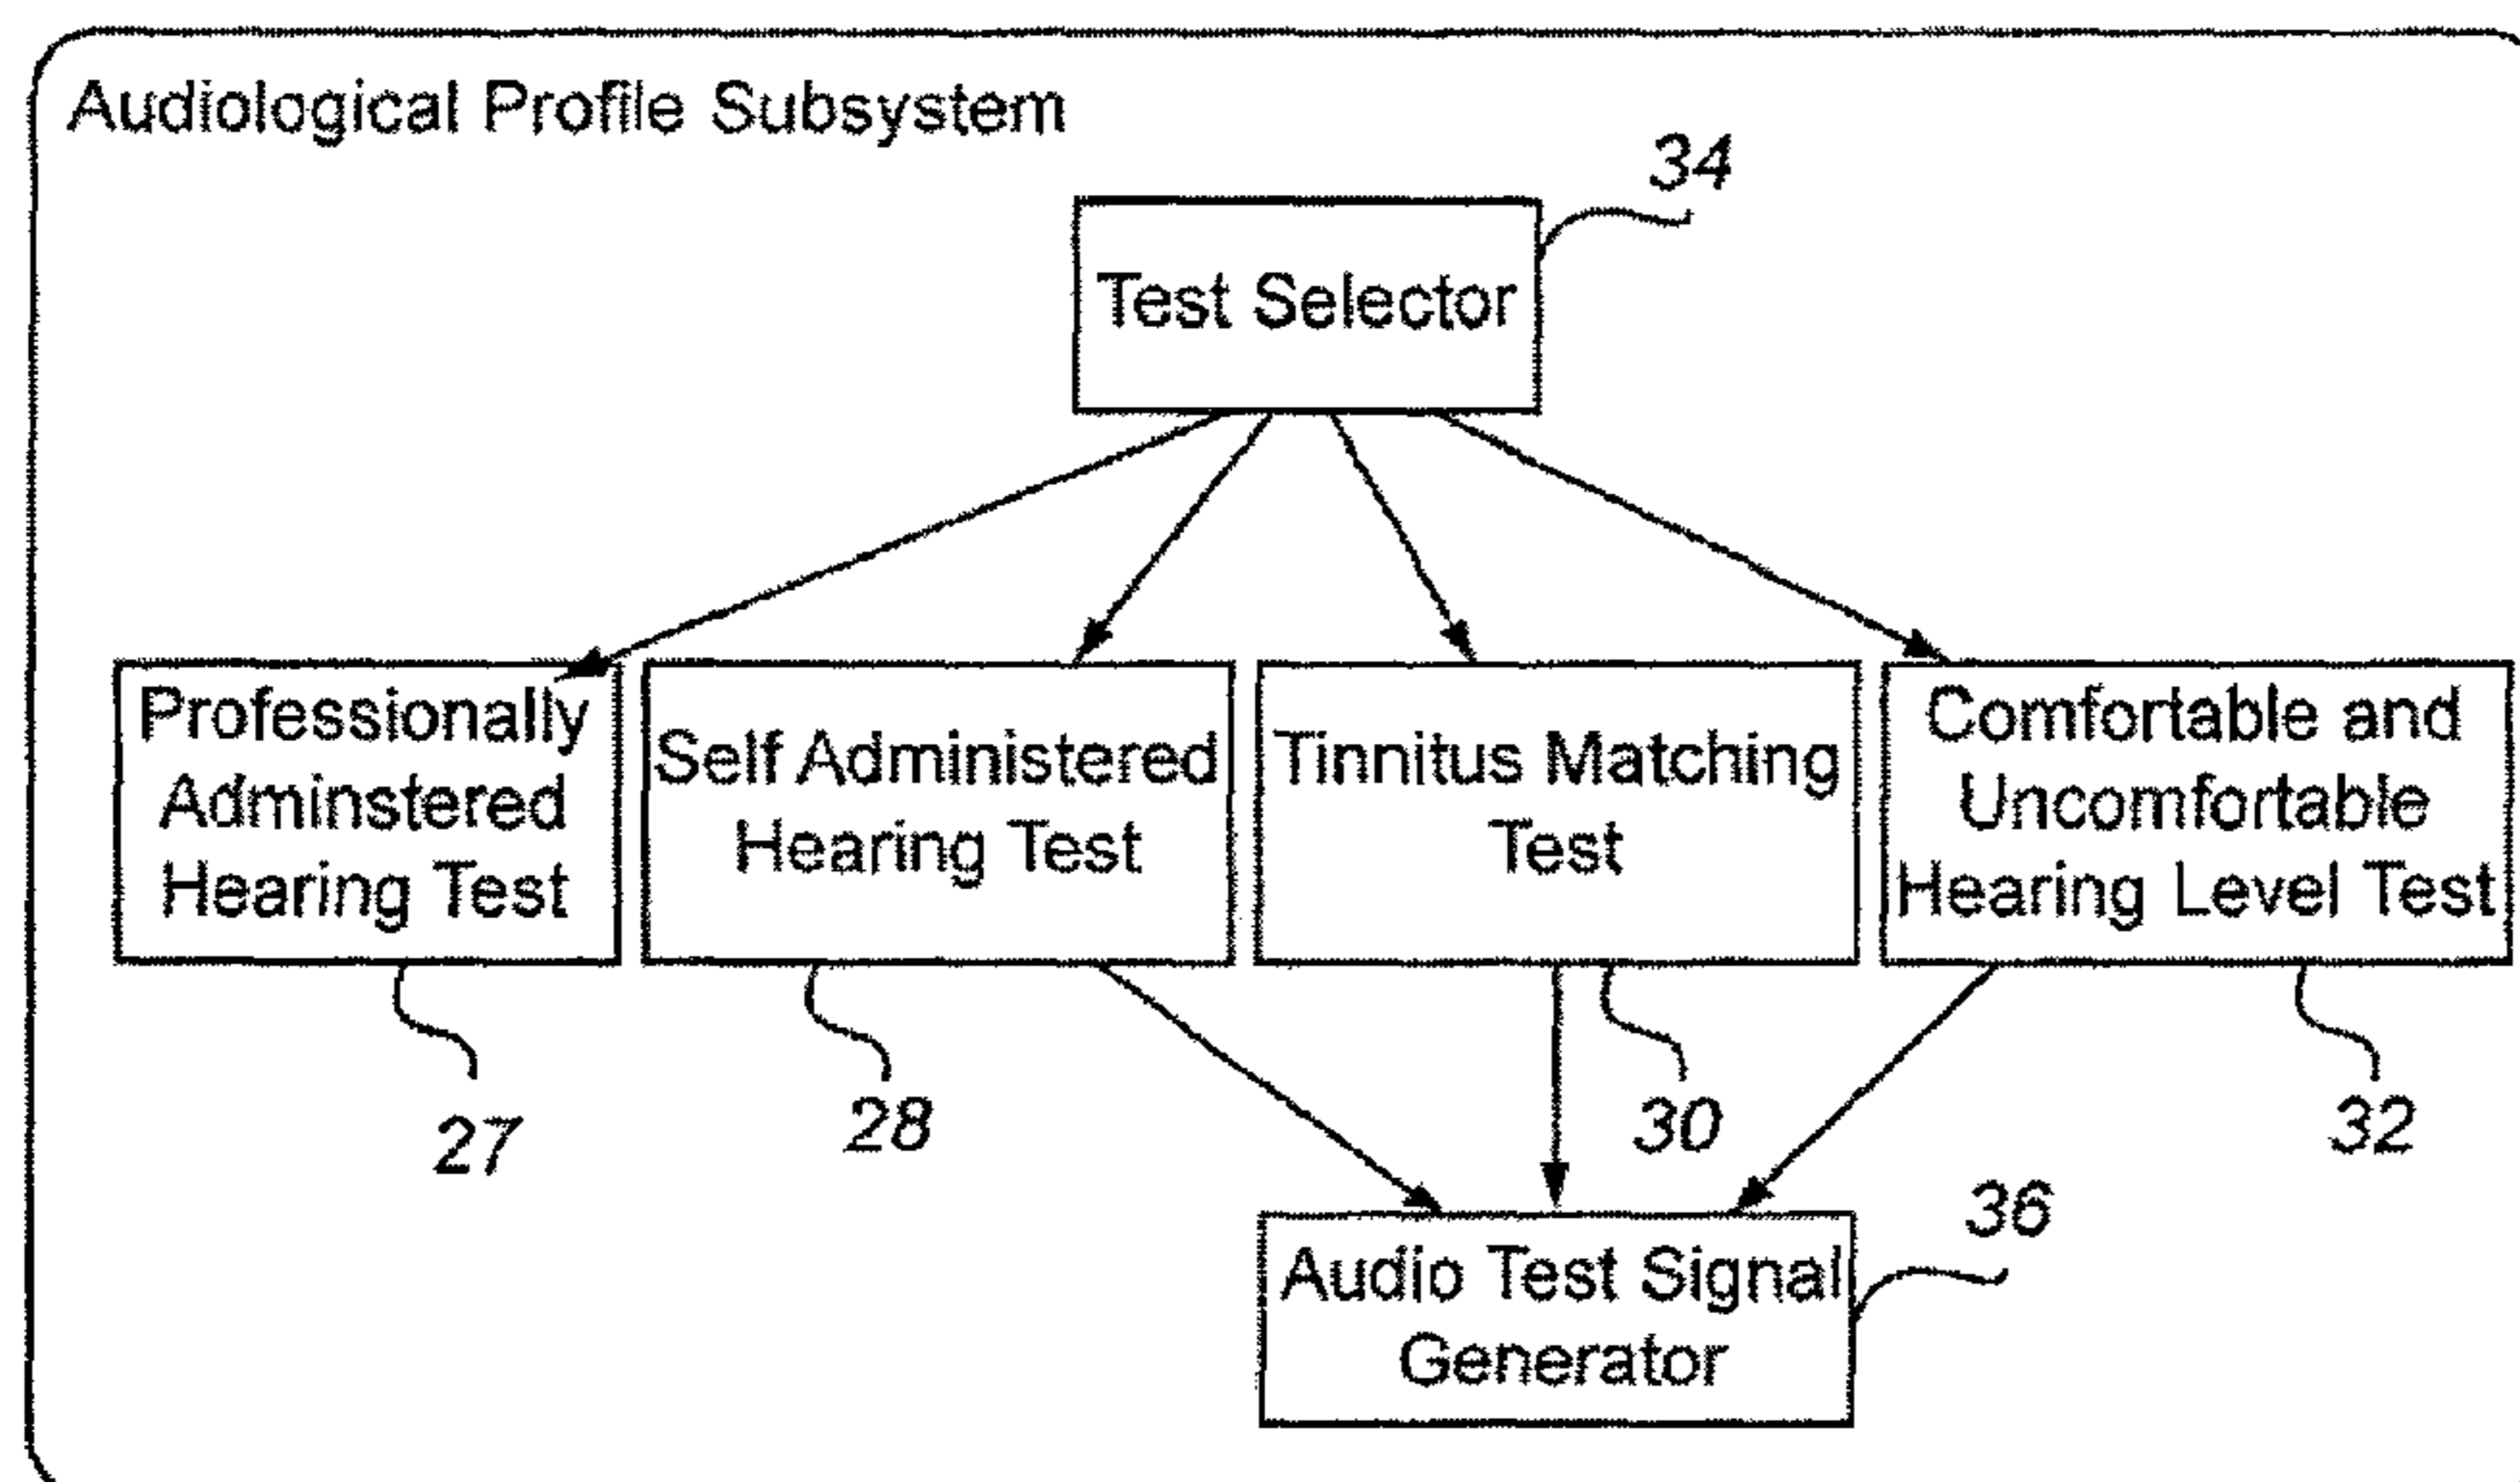 Audiological Profile Subsystem
34
Test Selector
Professionally
Adminstered
Hearing Test
Self Administered
Hearing Test
Tinnitus Matching
Test
Comfortable and
Uncomfortable
Hearing Level Test
27
28
30
32
36
Audio Test Signal
Generator